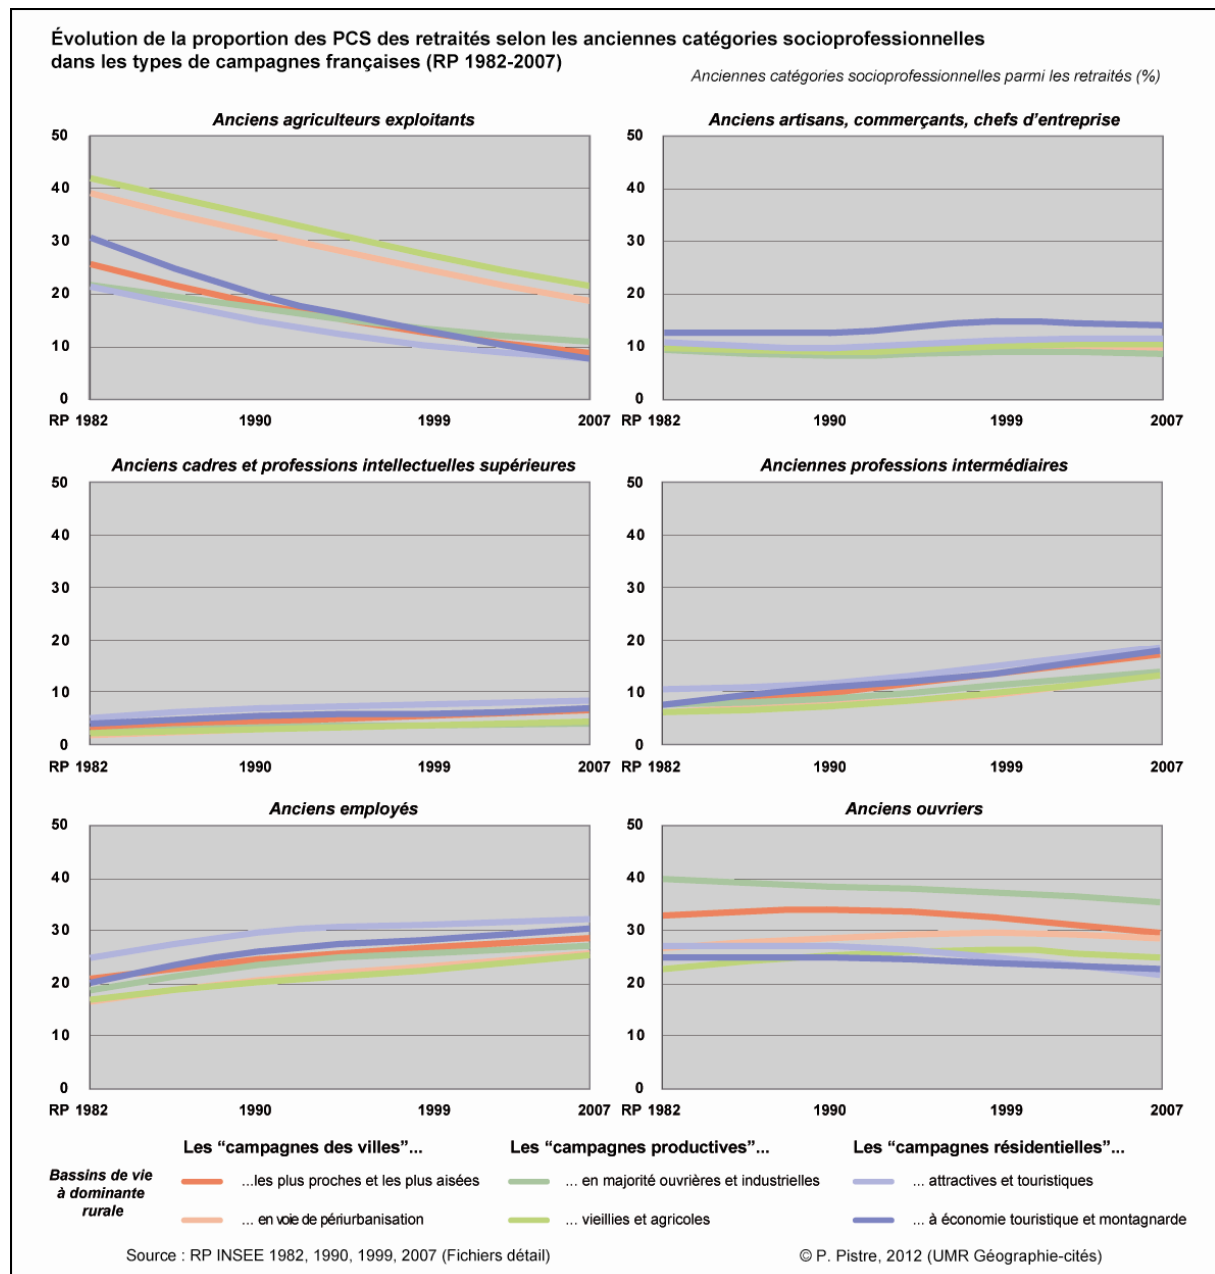 Évolution de la proportion des PCS des retraités selon les anciennes catégories socioprofessionnelles
dans les types de campagnes françaises (RP 1982-2007)
Anciennes catégories socioprofessionnelles parmi les retraités (%)
Anciens agriculteurs exploitants
50
40
30
20
10
0
RP 1982 1990 1999 2007
Anciens artisans, commerçants, chefs d'entreprise
50
40
30
20
10
0
RP 1982 1990 1999 2007
Anciens cadres et professions intellectuelles supérieures
50
40
30
20
10
0
RP 1982 1990 1999 2007
Anciennes professions intermédiaires
50
40
30
20
10
0
RP 1982 1990 1999 2007
Anciens employés
50
40
30
20
10
0
RP 1982 1990 1999 2007
Anciens ouvriers
50
40
30
20
10
0
RP 1982 1990 1999 2007
Bassins de vie
à dominante
rurale
Les "campagnes des villes"...
...les plus proches et les plus aisées
... en voie de périurbanisation
Les "campagnes productives"...
... en majorité ouvrières et industrielles
... vieillies et agricoles
Les "campagnes résidentielles"...
... attractives et touristiques
... à économie touristique et montagnarde
Source : RP INSEE 1982, 1990, 1999, 2007 (Fichiers détail)
© P. Pistre, 2012 (UMR Géographie-cités)